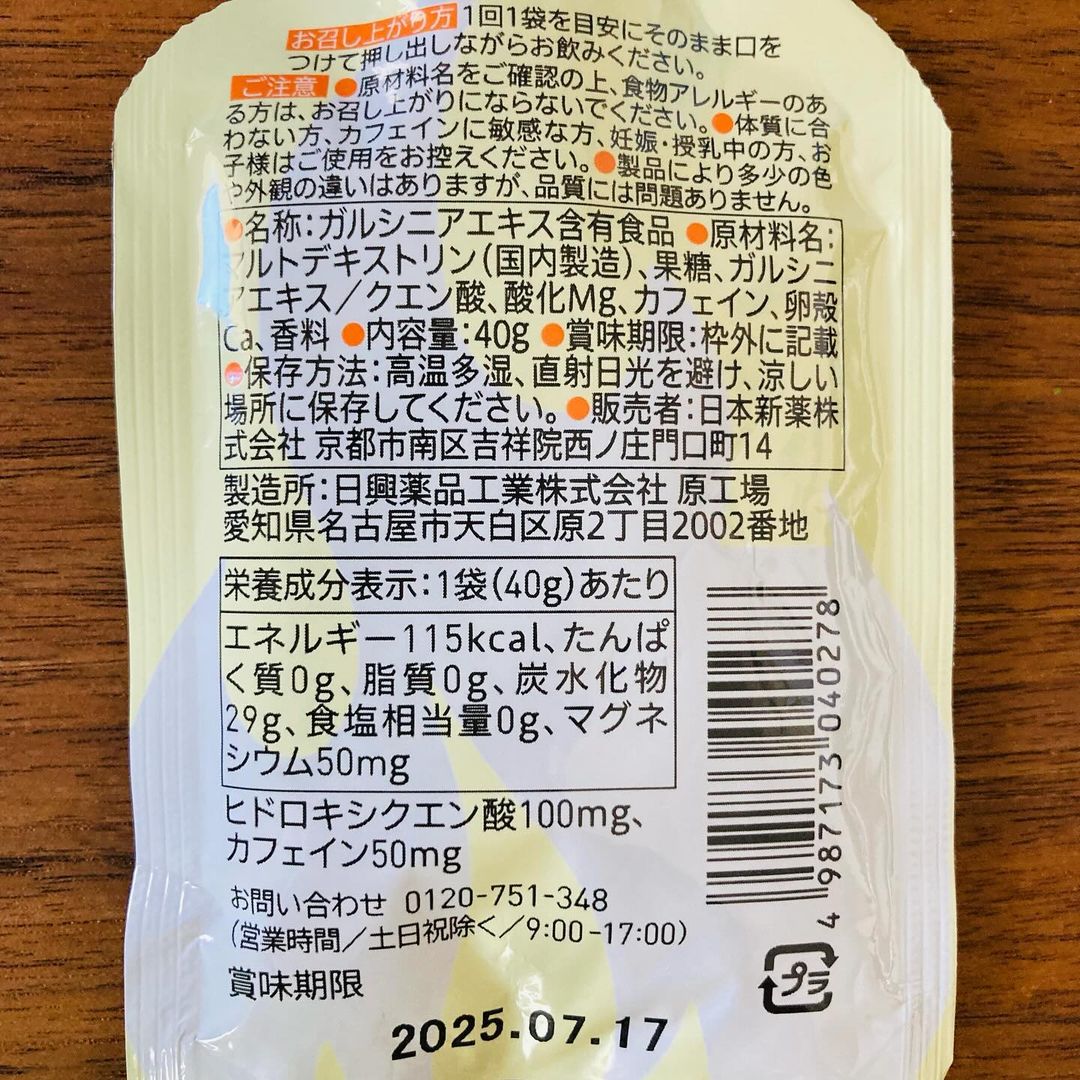 お召し上がり方 1回1袋を目安にそのまま口を
つけて押し出しながらお飲みください。
ご注意 ●原材料名をご確認の上、食物アレルギーのあ
る方は、お召し上がりにならないでください。●体質に合
わない方、カフェインに敏感な方、妊娠・授乳中の方、お
子様はご使用をお控えください。●製品により多少の色
や外観の違いはありますが、品質には問題ありません。
●名称：ガルシニアエキス含有食品 ●原材料名：
マルトデキストリン（国内製造）、果糖、ガルシニ
アエキス／クエン酸、酸化Mg、カフェイン、卵殻
Ca、香料 ●内容量：40g ●賞味期限：枠外に記載
●保存方法：高温多湿、直射日光を避け、涼しい
場所に保存してください。●販売者：日本新薬株
式会社 京都市南区吉祥院西ノ庄門口町14
製造所：日興薬品工業株式会社 原工場
愛知県名古屋市天白区原2丁目2002番地
栄養成分表示：1袋（40g）あたり
エネルギー115kcal、たんぱ
く質0g、脂質0g、炭水化物
29g、食塩相当量0g、マグネ
シウム50mg
ヒドロキシクエン酸100mg、
カフェイン50mg
お問い合わせ 0120-751-348
（営業時間／土日祝除く／9:00-17:00）
賞味期限
2025.07.17
4 987173 040278
プラ